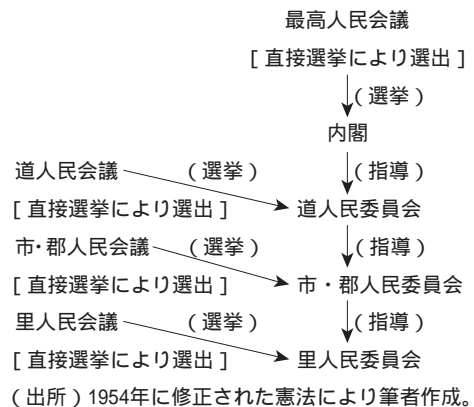 最高人民会議
[ 直接選挙により選出 ]
( 選挙 )
内閣
道人民会議 ( 選挙 ) ( 指導 )
[ 直接選挙により選出 ] 道人民委員会
市・郡人民会議 ( 選挙 ) ( 指導 )
[ 直接選挙により選出 ] 市・郡人民委員会
里人民会議 ( 選挙 ) ( 指導 )
[ 直接選挙により選出 ] 里人民委員会
( 出所 ) 1954年に修正された憲法により筆者作成。